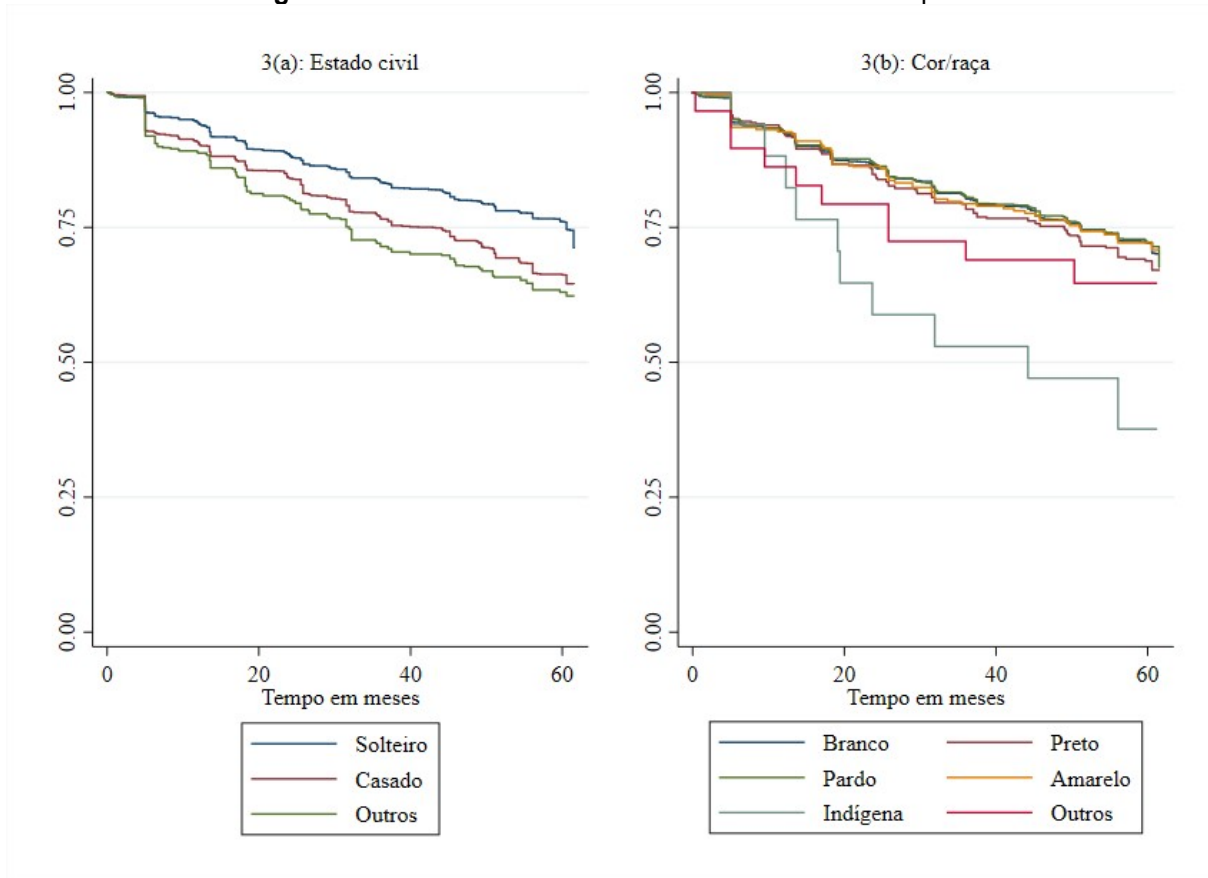 3(a): Estado civil
1.00
0.75
0.50
0.25
0.00
0 20 40 60
Tempo em meses
Solteiro
Casado
Outros
3(b): Cor/raça
1.00
0.75
0.50
0.25
0.00
0 20 40 60
Tempo em meses
Branco Preto
Pardo Amarelo
Indígena Outros